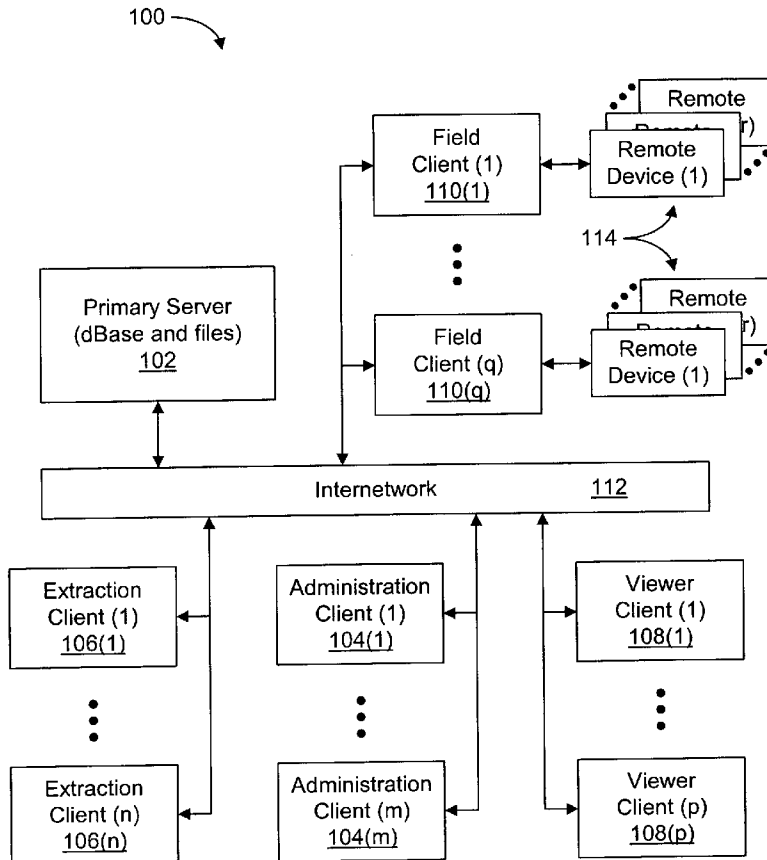 100
Remote
r)
Remote
Device (1)
Field
Client (1)
110(1)
114
Primary Server
(dBase and files)
102
Remote
r)
Remote
Device (1)
Field
Client (q)
110(q)
Internetwork 112
Extraction
Client (1)
106(1)
Administration
Client (1)
104(1)
Viewer
Client (1)
108(1)
Extraction
Client (n)
106(n)
Administration
Client (m)
104(m)
Viewer
Client (p)
108(p)